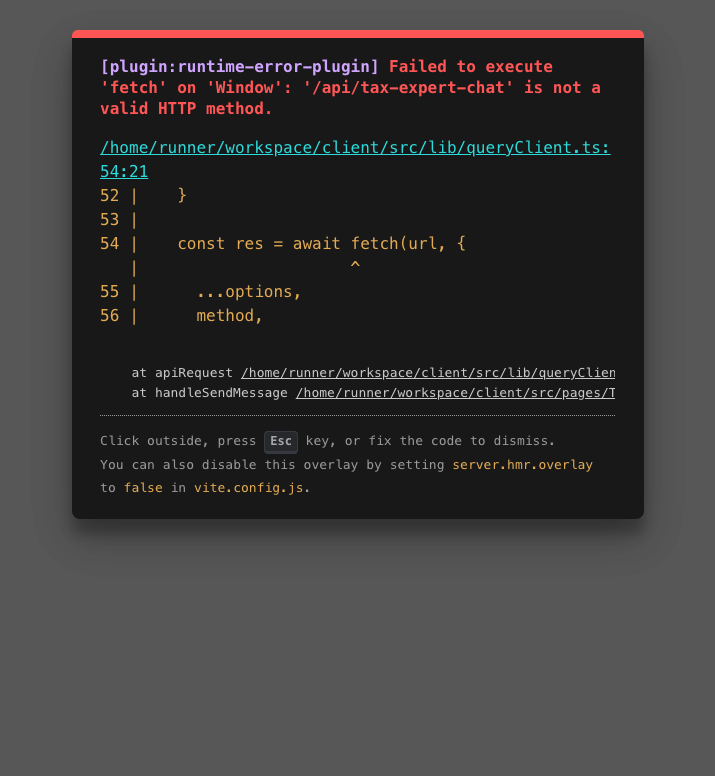 [plugin:runtime-error-plugin] Failed to execute
'fetch' on 'Window': '/api/tax-expert-chat' is not a
valid HTTP method.
/home/runner/workspace/client/src/lib/queryClient.ts:
54:21
52 |    }
53 |
54 |    const res = await fetch(url, {
   |                      ^
55 |      ...options,
56 |      method,
at apiRequest /home/runner/workspace/client/src/lib/queryClien
at handleSendMessage /home/runner/workspace/client/src/pages/T
Click outside, press Esc key, or fix the code to dismiss.
You can also disable this overlay by setting server.hmr.overlay
to false in vite.config.js.